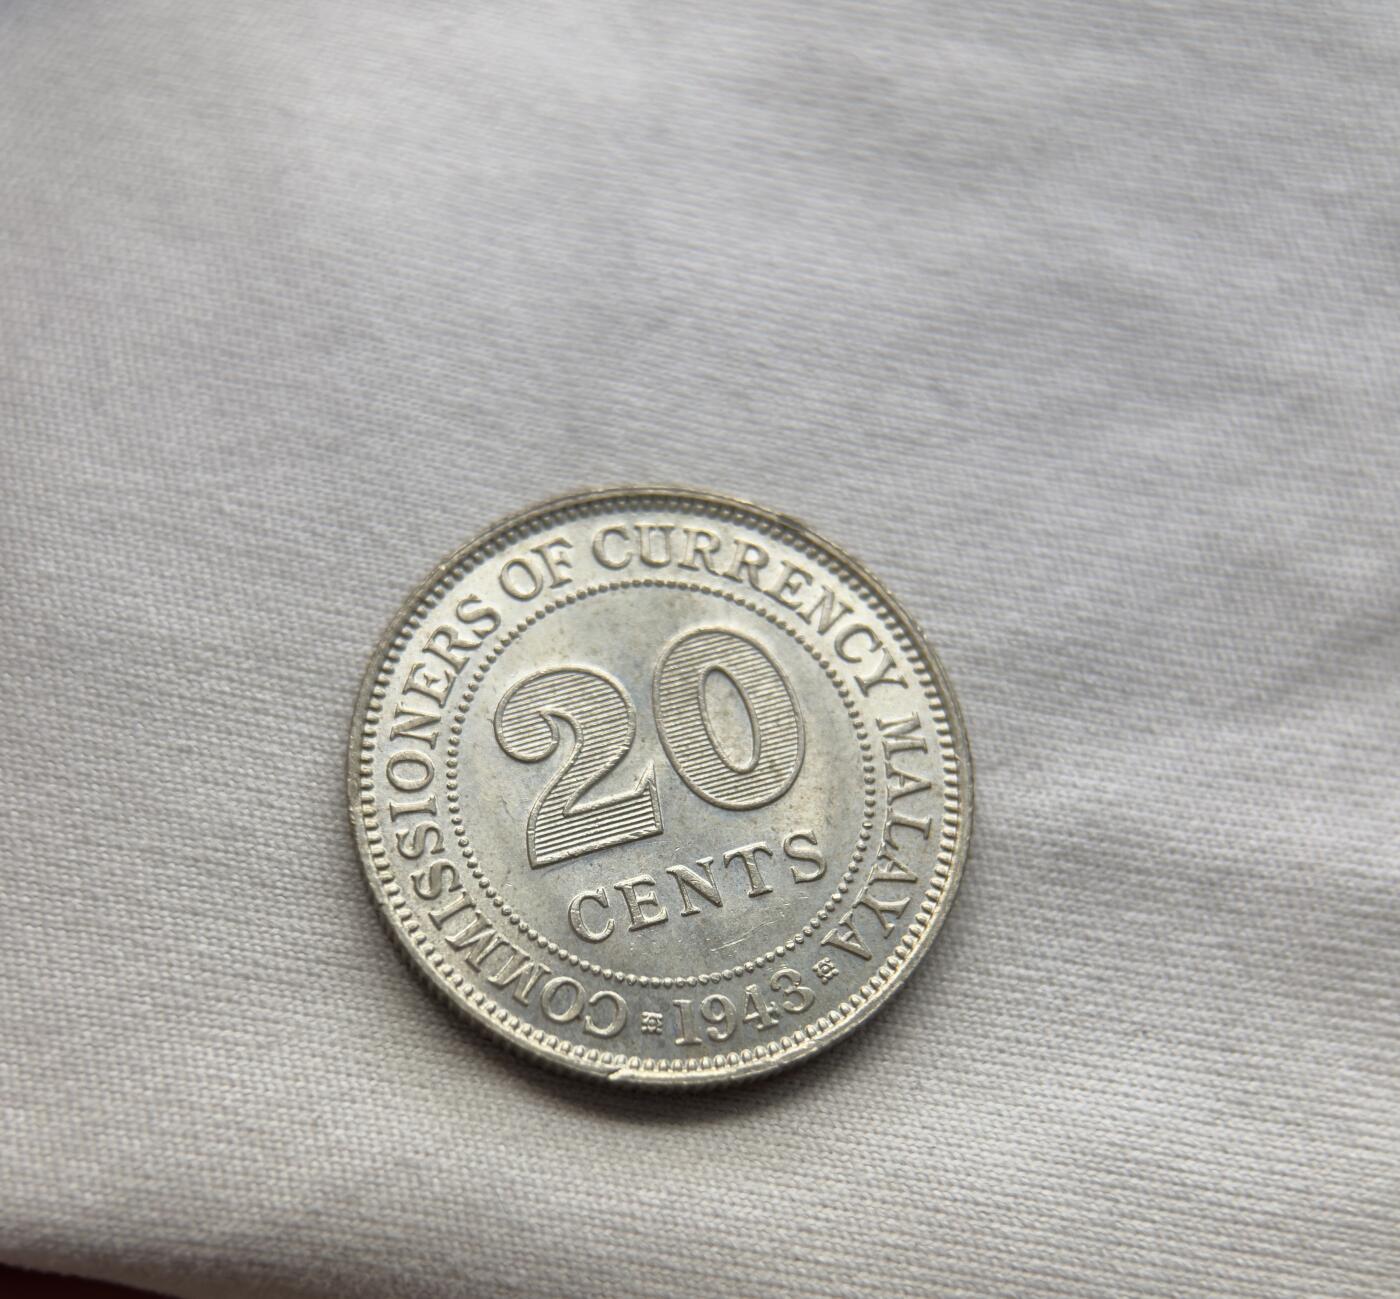 COMMISSIONERS OF CURRENCY MALAYA
20
CENTS
1943